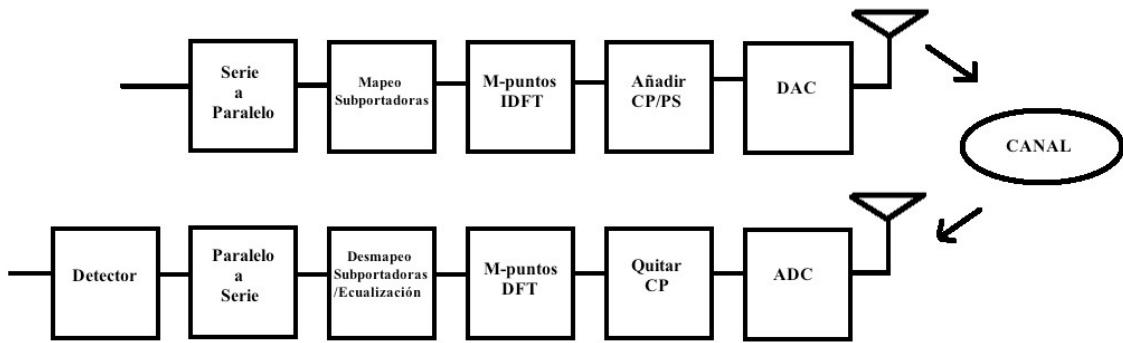 Serie
a
Paralelo
Mapeo
Subportadoras
M-puntos
IDFT
Añadir
CP/PS
DAC
CANAL
Detector
Paralelo
a
Serie
Desmapeo
Subportadoras
/Ecualización
M-puntos
DFT
Quitar
CP
ADC